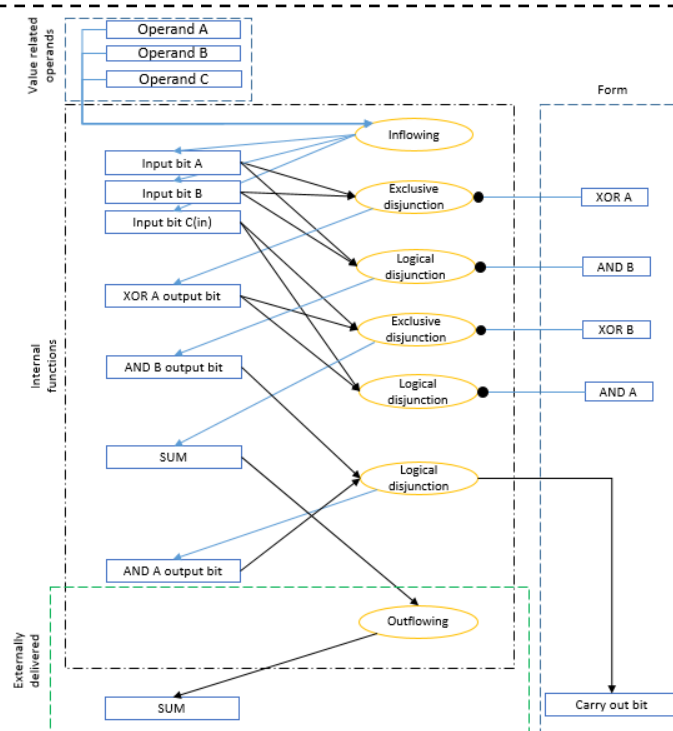 Value related
operands
Operand A
Operand B
Operand C
Form
Inflowing
Input bit A
Input bit B
Input bit C(in)
Exclusive
disjunction
XOR A
Logical
disjunction
AND B
XOR A output bit
Exclusive
disjunction
XOR B
Internal
functions
AND B output bit
Logical
disjunction
AND A
SUM
Logical
disjunction
AND A output bit
Externally
delivered
Outflowing
SUM
Carry out bit